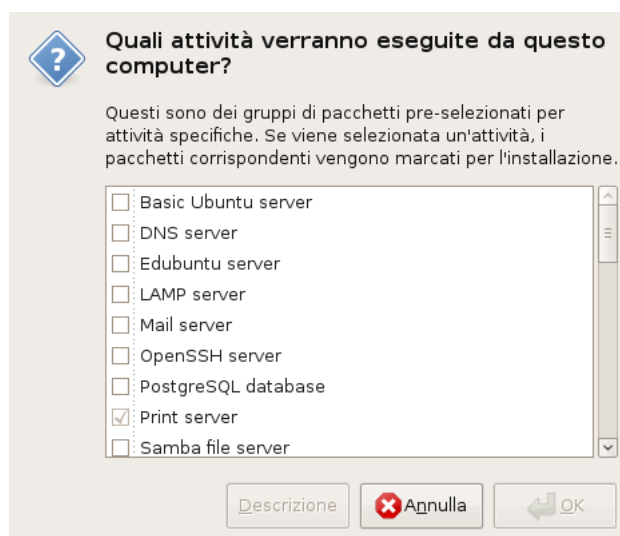 Quali attività verranno eseguite da questo
computer?
Questi sono dei gruppi di pacchetti pre-selezionati per
attività specifiche. Se viene selezionata un'attività, i
pacchetti corrispondenti vengono marcati per l'installazione.
Basic Ubuntu server
DNS server
Edubuntu server
LAMP server
Mail server
OpenSSH server
PostgreSQL database
Print server
Samba file server
Descrizione
Annulla
OK